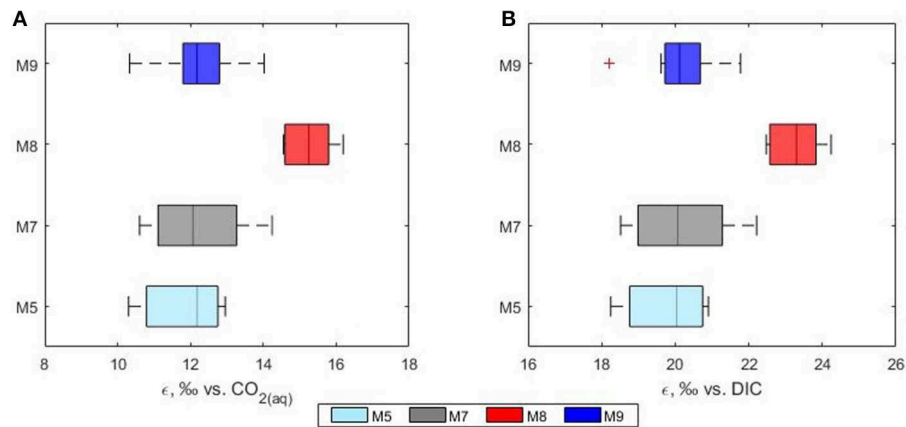 A
B
M9
M8
M7
M5
8 10 12 14 16 18
ϵ, ‰ vs. CO2(aq)
M9
M8
M7
M5
16 18 20 22 24 26
ϵ, ‰ vs. DIC
M5 M7 M8 M9